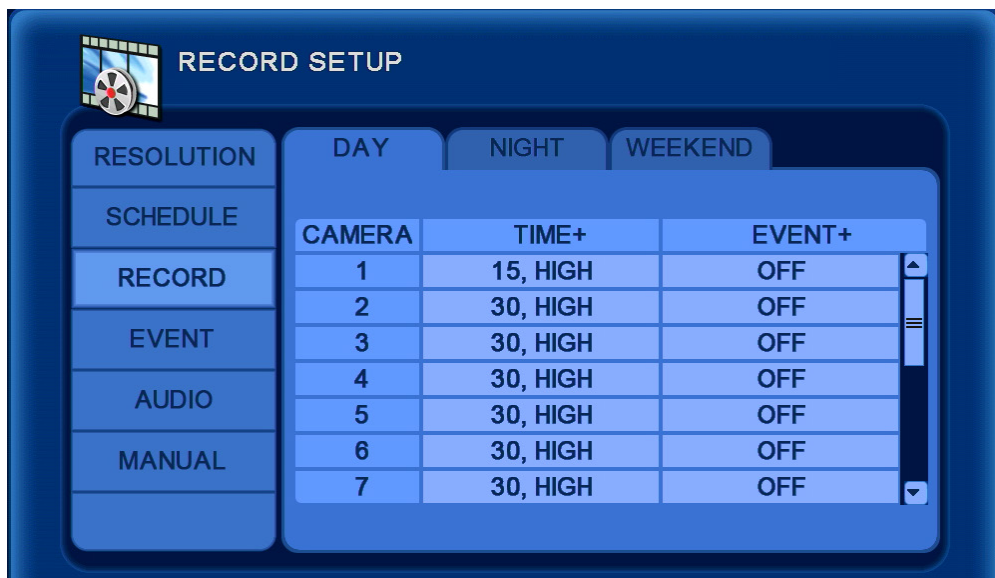 RECORD SETUP
RESOLUTION
SCHEDULE
RECORD
EVENT
AUDIO
MANUAL
DAY NIGHT WEEKEND
CAMERA TIME+ EVENT+
1 15, HIGH OFF
2 30, HIGH OFF
3 30, HIGH OFF
4 30, HIGH OFF
5 30, HIGH OFF
6 30, HIGH OFF
7 30, HIGH OFF